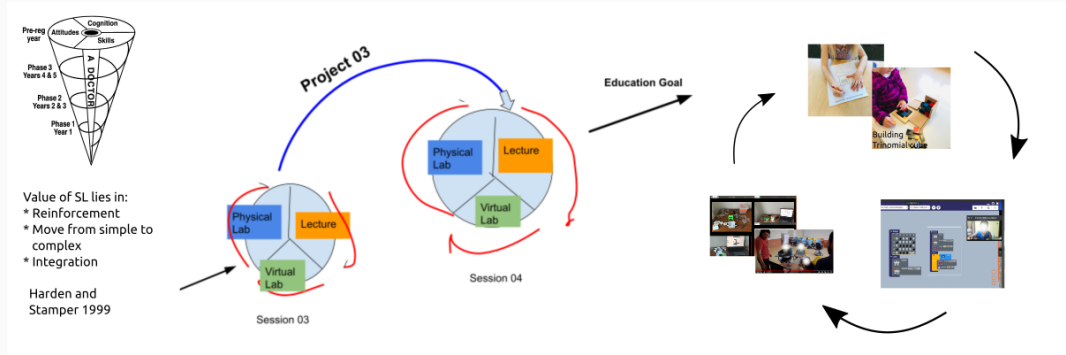 Cognition
Pre-reg
year
Attitudes
Skills
A DOCTOR
Phase 3
Years 4 & 5
Phase 2
Years 2 & 3
Phase 1
Year 1
Value of SL lies in:
* Reinforcement
* Move from simple to
complex
* Integration
Harden and
Stamper 1999
Project 03
Physical
Lab
Lecture
Virtual
Lab
Session 03
Physical
Lab
Lecture
Virtual
Lab
Session 04
Education Goal
Building
Trinomial cube